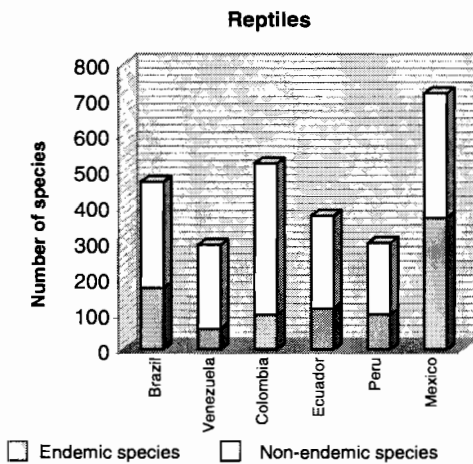 Reptiles
Number of species
800
700
600
500
400
300
200
100
0
Brazil
Venezuela
Colombia
Ecuador
Peru
Mexico
Endemic species
Non-endemic species